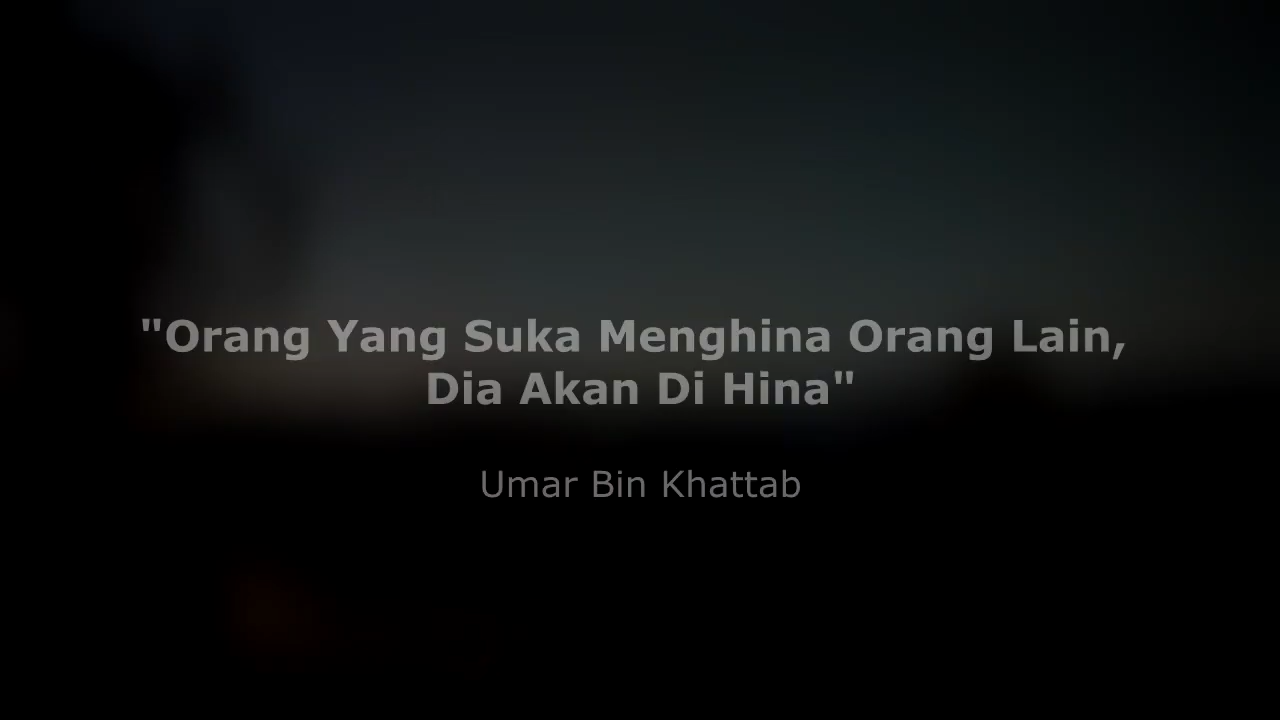 "Orang Yang Suka Menghina Orang Lain,
Dia Akan Di Hina"
Umar Bin Khattab